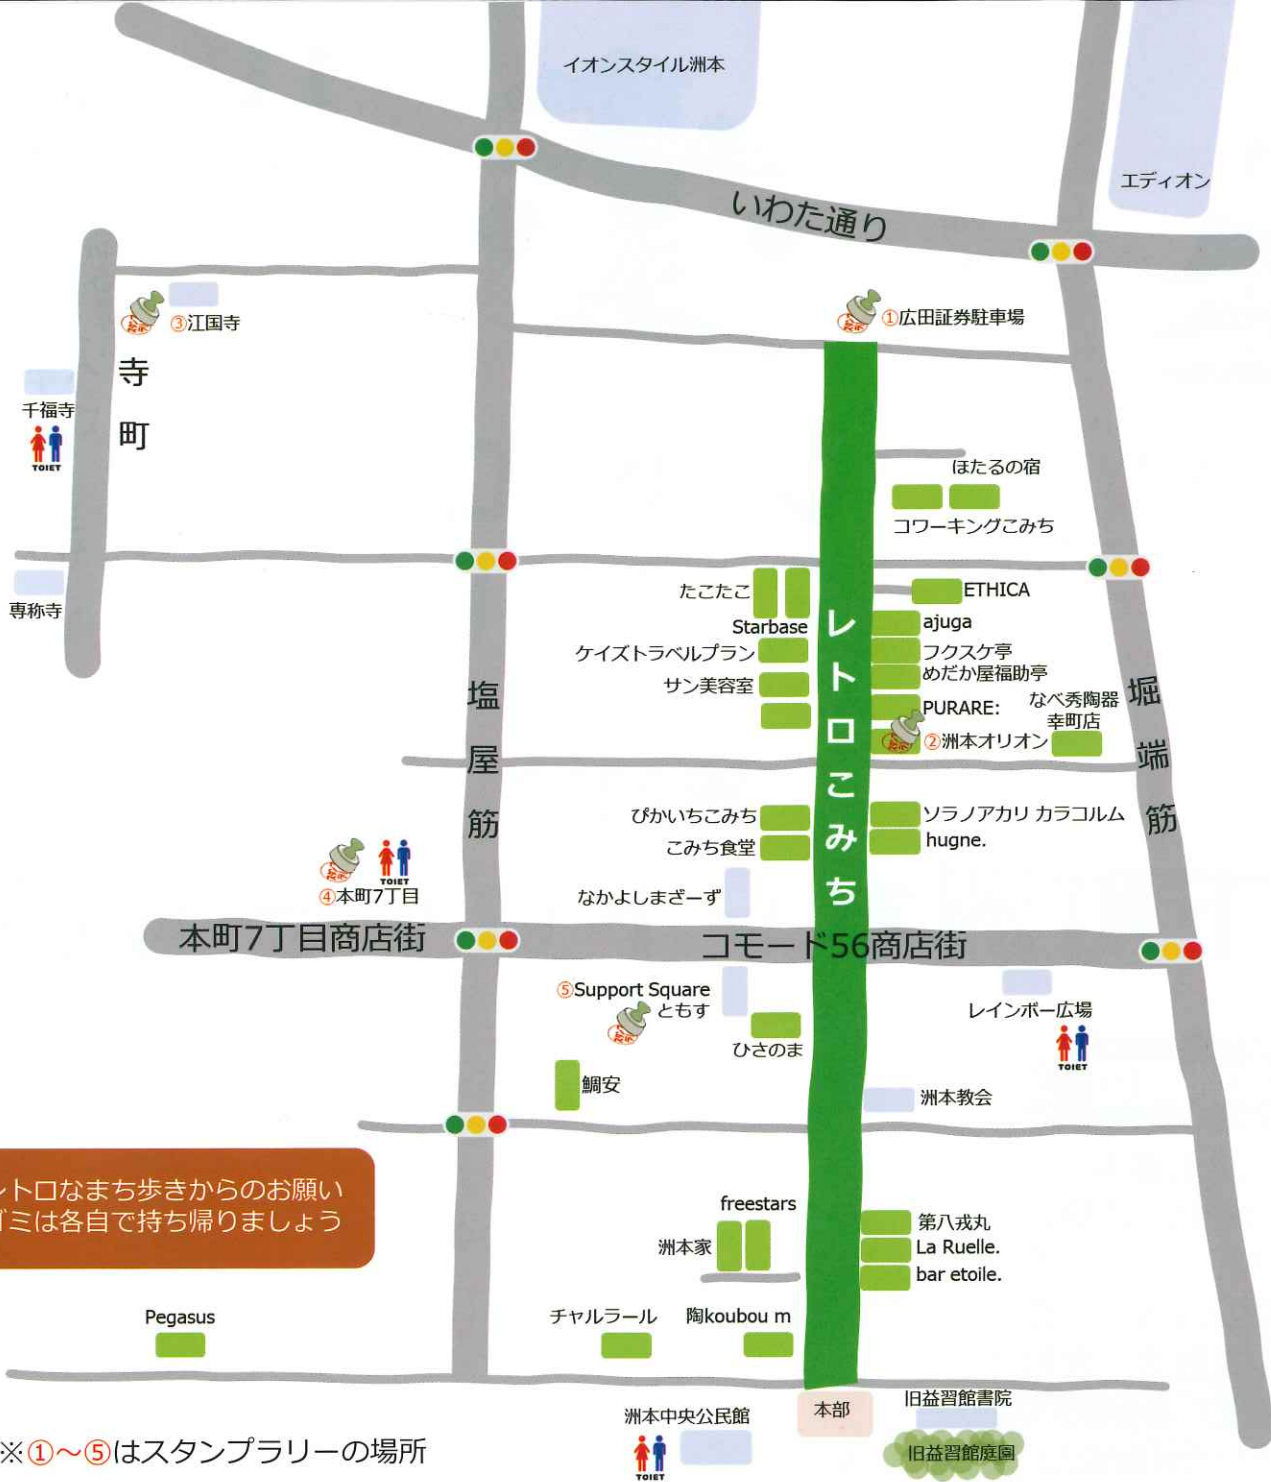 イオンスタイル洲本
エディオン
いわた通り
③江国寺
①広田証券駐車場
寺町
千福寺
TOIET
ほたるの宿
コワーキングこみち
専称寺
たこたこ
Starbase
ケイズトラベルプラン
サン美容室
レトロこみち
ETHICA
ajuga
フクスケ亭
めだか屋福助亭
PURARE:
なべ秀陶器
幸町店
②洲本オリオン
塩屋筋
堀端筋
ぴかいちこみち
こみち食堂
ソラノアカリ カラコルム
hugne.
TOIET
④本町7丁目
なかよしまざーず
本町7丁目商店街
コモード56商店街
⑤Support Square
ともす
ひさのま
鯛安
レインボー広場
TOIET
洲本教会
トロなまち歩きからのお願い
ミは各自で持ち帰りましょう
freestars
洲本家
第八戎丸
La Ruelle.
bar etoile.
Pegasus
チャルラール
陶koubou m
洲本中央公民館
TOIET
本部
旧益習館書院
旧益習館庭園
※①～⑤はスタンプラリーの場所